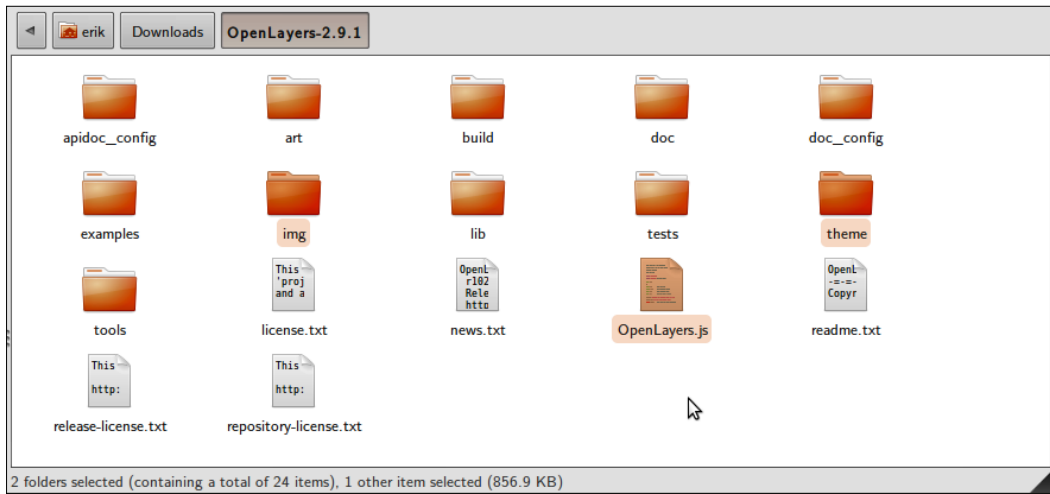 erik Downloads OpenLayers-2.9.1
apidoc_config art build doc doc_config
examples img lib tests theme
This
'proj
and a
OpenL
r102
Rele
http
OpenL
-=-=-
Copyr
tools license.txt news.txt OpenLayers.js readme.txt
This
http:
This
http:
release-license.txt repository-license.txt
2 folders selected (containing a total of 24 items), 1 other item selected (856.9 KB)